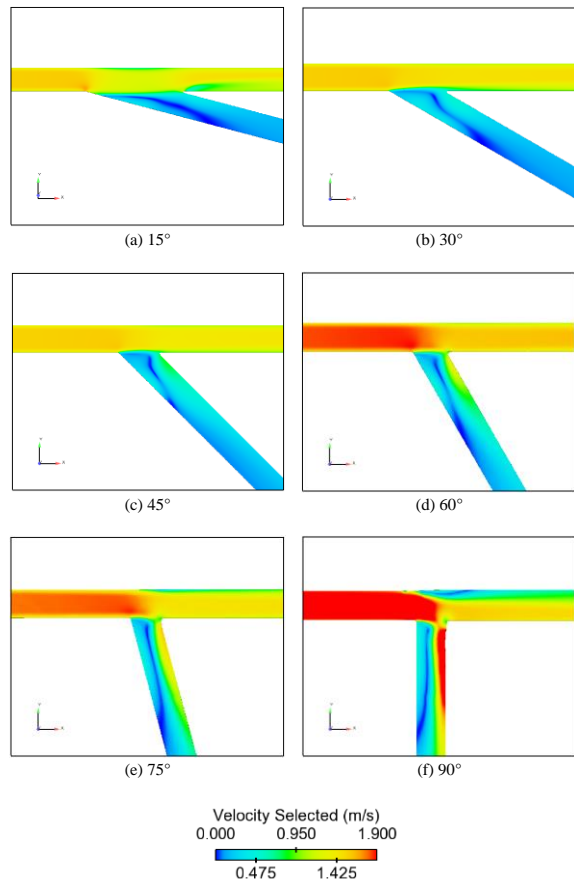 (a) 15°
(b) 30°
(c) 45°
(d) 60°
(e) 75°
(f) 90°
Velocity Selected (m/s)
0.000 0.950 1.900
0.475 1.425